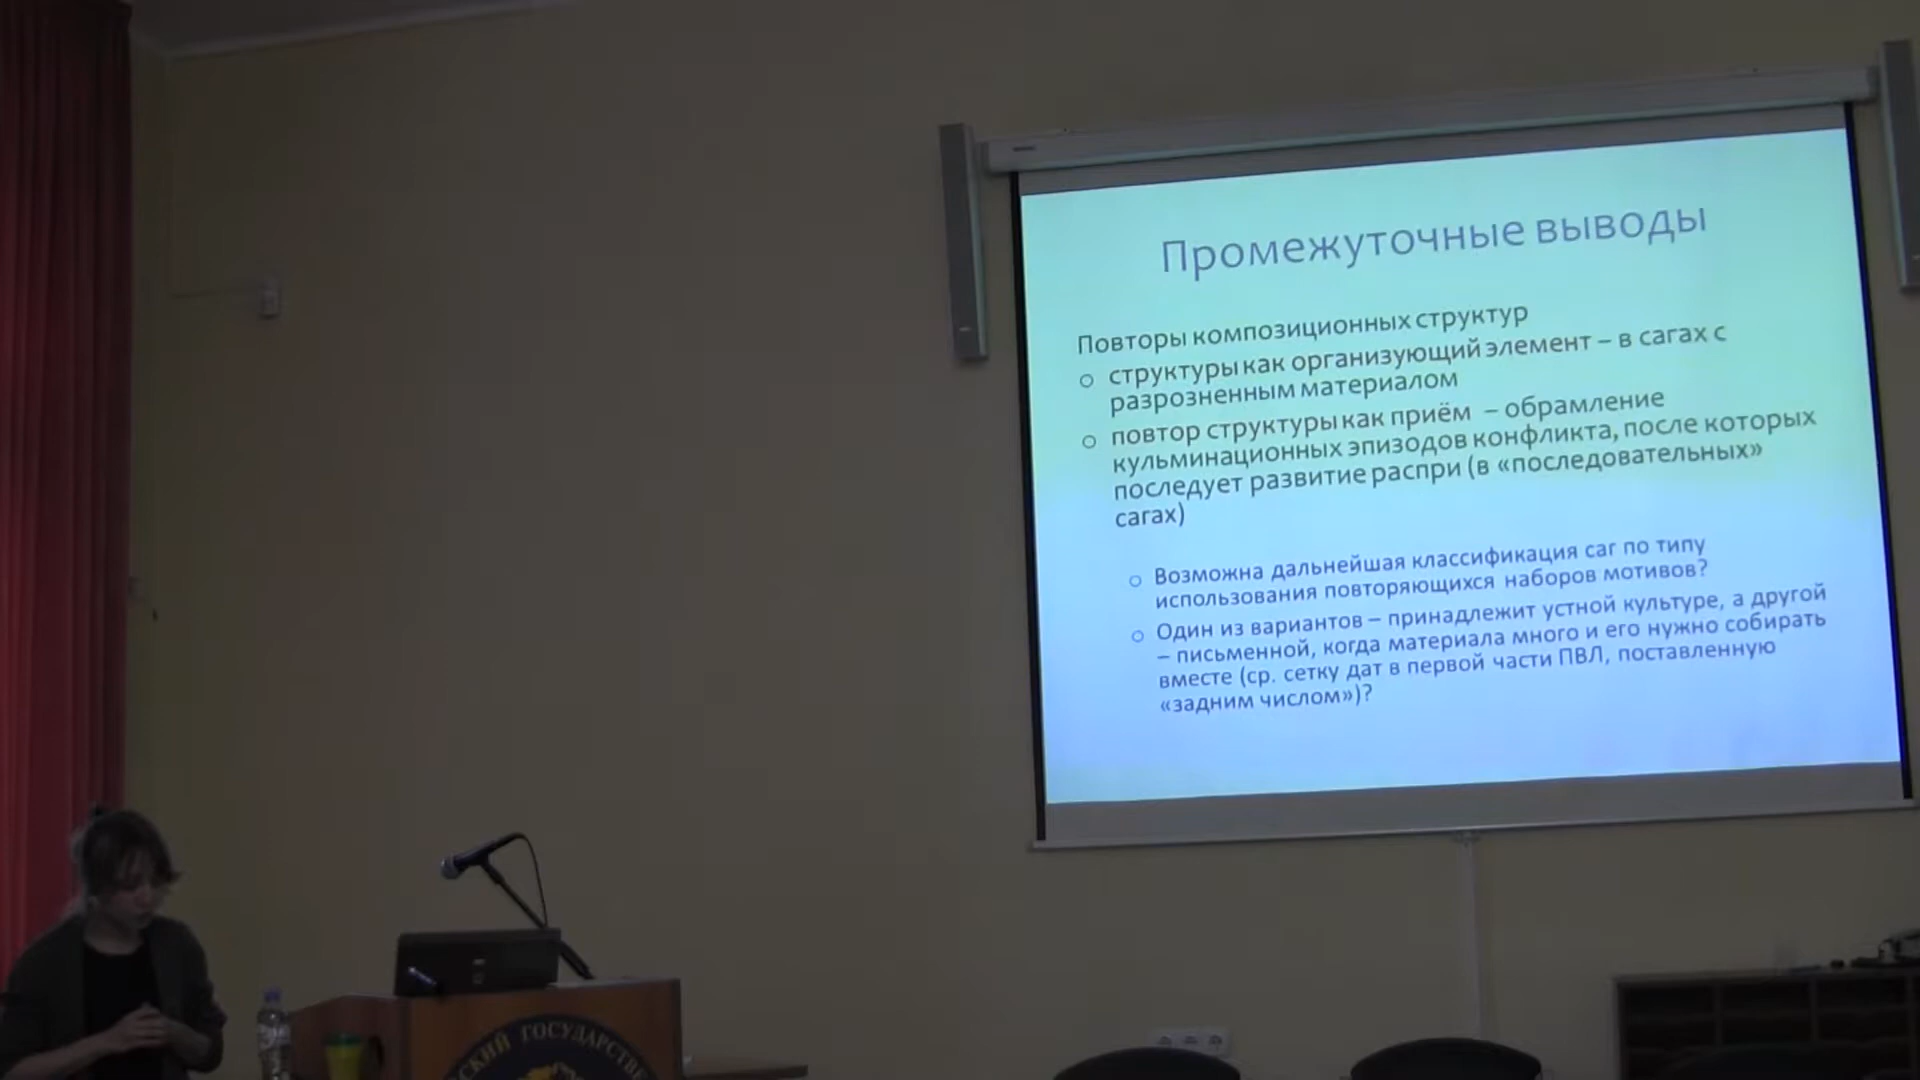 Промежуточные выводы
Повторы композиционных структур
структуры как организующий элемент – в сагах с
разрозненным материалом
повтор структуры как приём – обрамление
кульминационных эпизодов конфликта, после которых
последует развитие распри (в «последовательных»
сагах)
Возможна дальнейшая классификация саг по типу
использования повторяющихся наборов мотивов?
Один из вариантов – принадлежит устной культуре, а другой
– письменной, когда материала много и его нужно собирать
вместе (ср. сетку дат в первой части ПВЛ, поставленную
«задним числом»)?